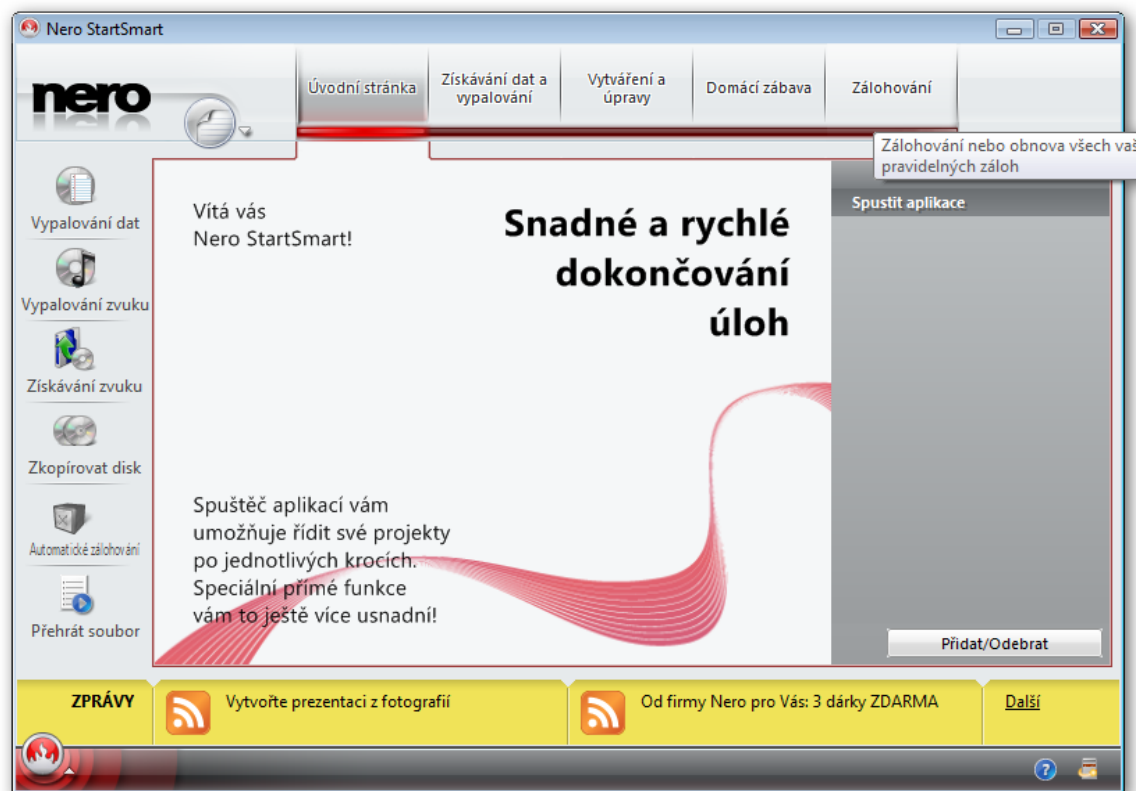 Nero StartSmart
nero
Úvodní stránka
Získávání dat a
vypalování
Vytváření a
úpravy
Domácí zábava
Zálohování
Zálohování nebo obnova všech vaš
pravidelných záloh
Vypalování dat
Vypalování zvuku
Získávání zvuku
Zkopírovat disk
Automatické zálohování
Přehrát soubor
Vítá vás
Nero StartSmart!
Snadné a rychlé
dokončování
úloh
Spuštěč aplikací vám
umožňuje řídit své projekty
po jednotlivých krocích.
Speciální přímé funkce
vám to ještě více usnadní!
Spustit aplikace
Přidat/Odebrat
ZPRÁVY
Vytvořte prezentaci z fotografií
Od firmy Nero pro Vás: 3 dárky ZDARMA
Další